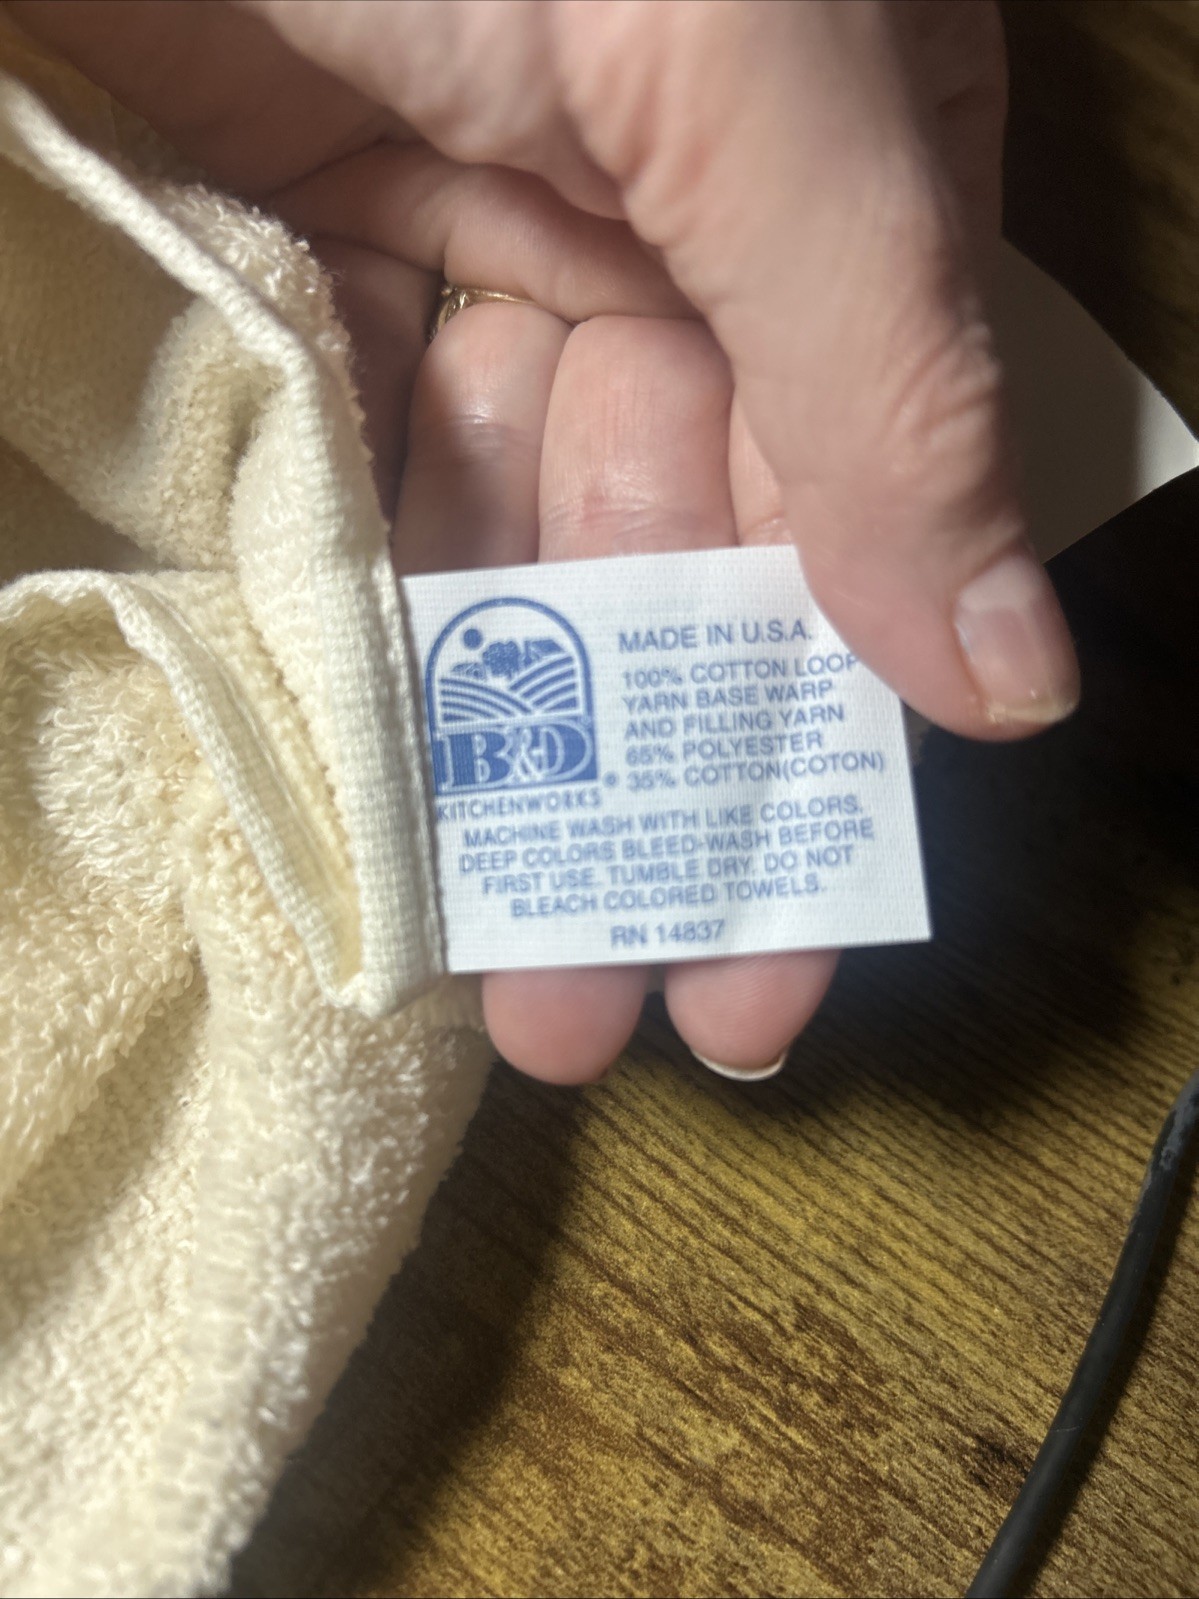 B&D
KITCHENWORKS ®
MADE IN U.S.A.
100% COTTON LOOP
YARN BASE WARP
AND FILLING YARN
65% POLYESTER
35% COTTON(COTON)
MACHINE WASH WITH LIKE COLORS.
DEEP COLORS BLEED-WASH BEFORE
FIRST USE. TUMBLE DRY. DO NOT
BLEACH COLORED TOWELS.
RN 14837